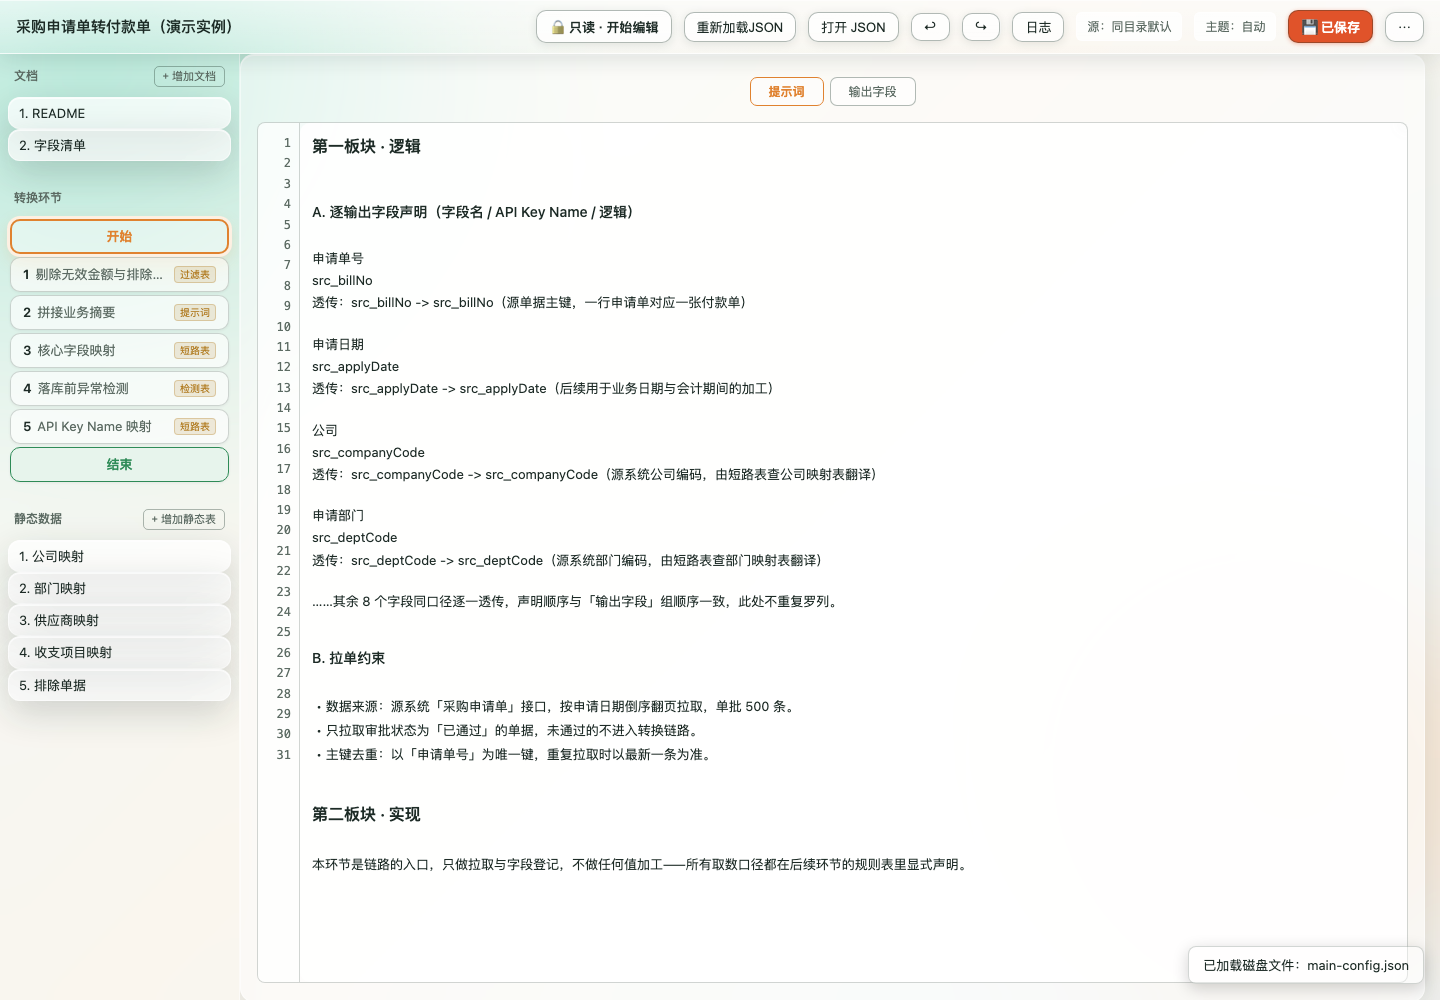 采购申请单转付款单（演示实例）
🔒 只读 · 开始编辑
重新加载JSON
打开 JSON
↩
↪
日志
源：同目录默认
主题：自动
💾 已保存
···
文档
+ 增加文档
1. README
2. 字段清单
转换环节
开始
1 剔除无效金额与排除... 过滤表
2 拼接业务摘要 提示词
3 核心字段映射 短路表
4 落库前异常检测 检测表
5 API Key Name 映射 短路表
结束
静态数据
+ 增加静态表
1. 公司映射
2. 部门映射
3. 供应商映射
4. 收支项目映射
5. 排除单据
提示词
输出字段
1
2
3
4
5
6
7
8
9
10
11
12
13
14
15
16
17
18
19
20
21
22
23
24
25
26
27
28
29
30
31
第一板块 · 逻辑
A. 逐输出字段声明（字段名 / API Key Name / 逻辑）
申请单号
src_billNo
透传：src_billNo -> src_billNo（源单据主键，一行申请单对应一张付款单）
申请日期
src_applyDate
透传：src_applyDate -> src_applyDate（后续用于业务日期与会计期间的加工）
公司
src_companyCode
透传：src_companyCode -> src_companyCode（源系统公司编码，由短路表查公司映射表翻译）
申请部门
src_deptCode
透传：src_deptCode -> src_deptCode（源系统部门编码，由短路表查部门映射表翻译）
……其余 8 个字段同口径逐一透传，声明顺序与「输出字段」组顺序一致，此处不重复罗列。
B. 拉单约束
• 数据来源：源系统「采购申请单」接口，按申请日期倒序翻页拉取，单批 500 条。
• 只拉取审批状态为「已通过」的单据，未通过的不进入转换链路。
• 主键去重：以「申请单号」为唯一键，重复拉取时以最新一条为准。
第二板块 · 实现
本环节是链路的入口，只做拉取与字段登记，不做任何值加工——所有取数口径都在后续环节的规则表里显式声明。
已加载磁盘文件：main-config.json